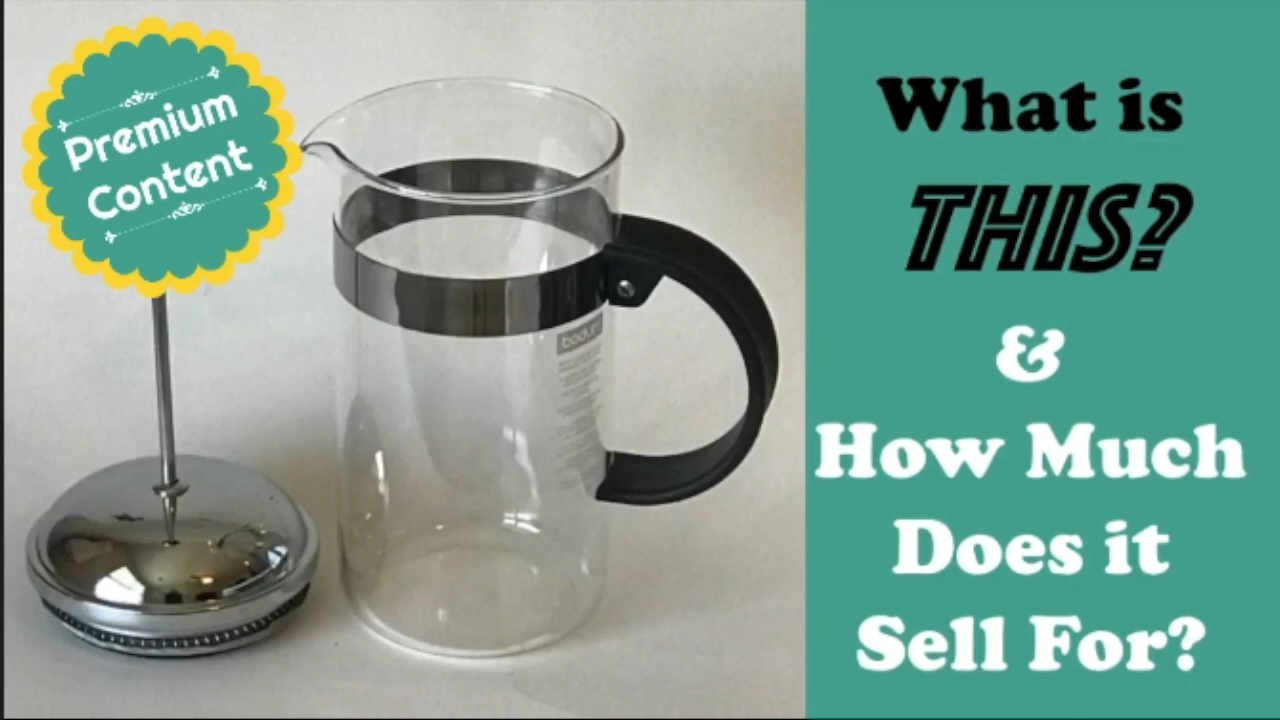 Premium
Content
What is
THIS?
&
How Much
Does it
Sell For?
bodum